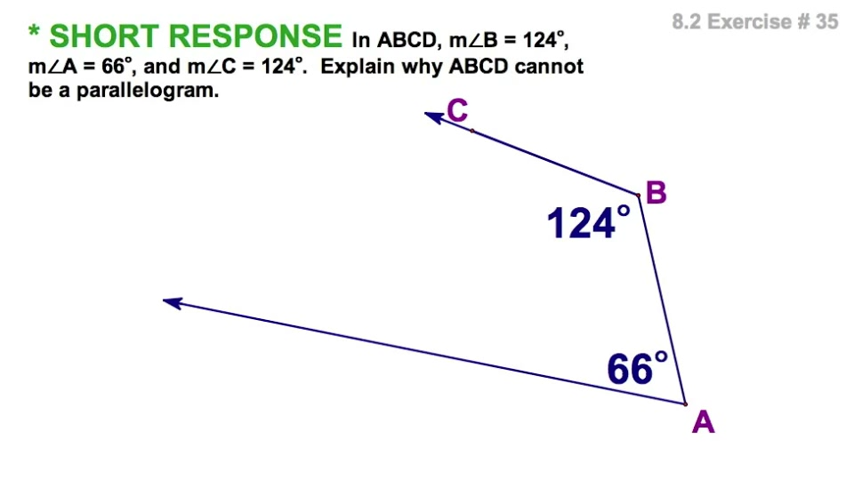 8.2 Exercise # 35
* SHORT RESPONSE In ABCD, m∠B = 124°,
m∠A = 66°, and m∠C = 124°. Explain why ABCD cannot
be a parallelogram.
C
B
124°
66°
A